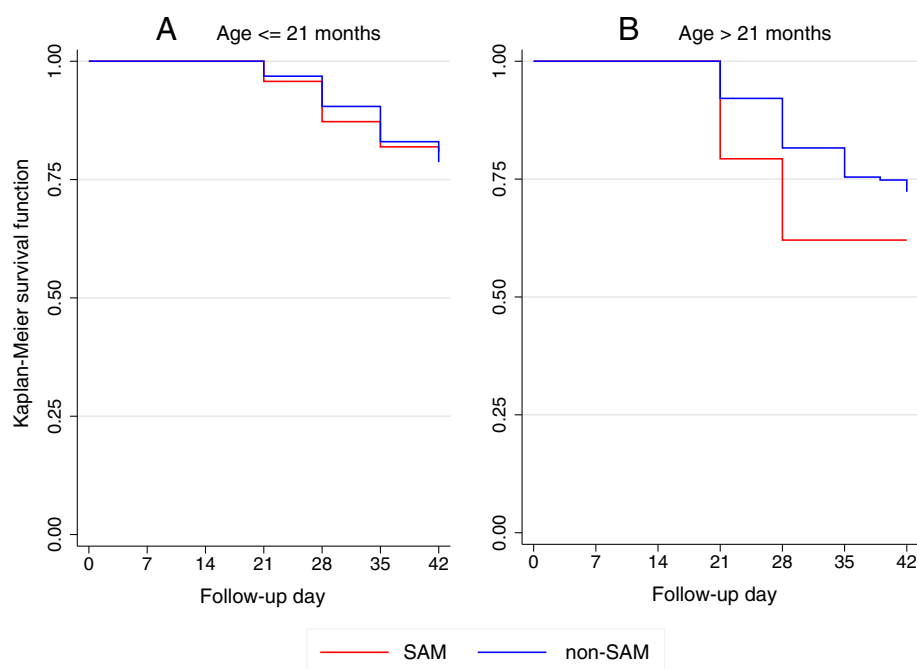 A Age <= 21 months
Kaplan-Meier survival function
1.00
0.75
0.50
0.25
0.00
0 7 14 21 28 35 42
Follow-up day
B Age > 21 months
1.00
0.75
0.50
0.25
0.00
0 7 14 21 28 35 42
Follow-up day
SAM non-SAM